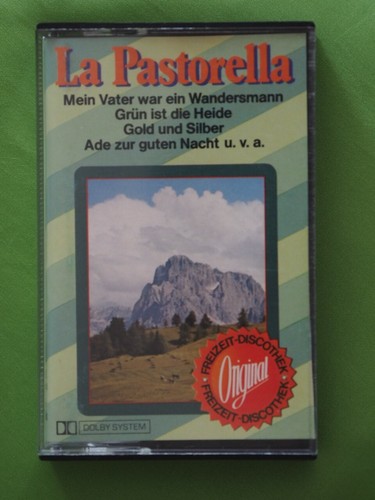 La Pastorella
Mein Vater war ein Wandersmann
Grün ist die Heide
Gold und Silber
Ade zur guten Nacht u. v. a.
FREIZEIT-DISCOTHEK
Original
FREIZEIT-DISCOTHEK
DOLBY SYSTEM